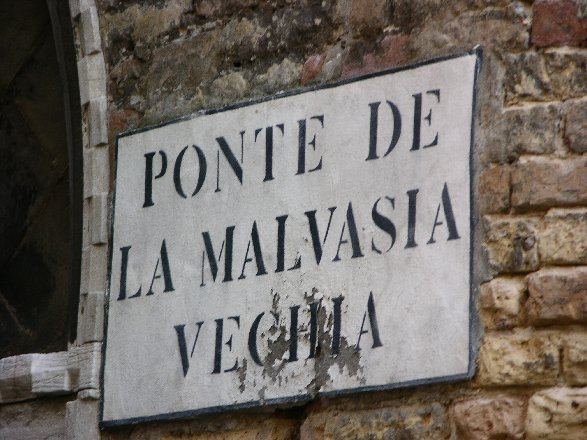 PONTE DE
LA MALVASIA
VECHIA